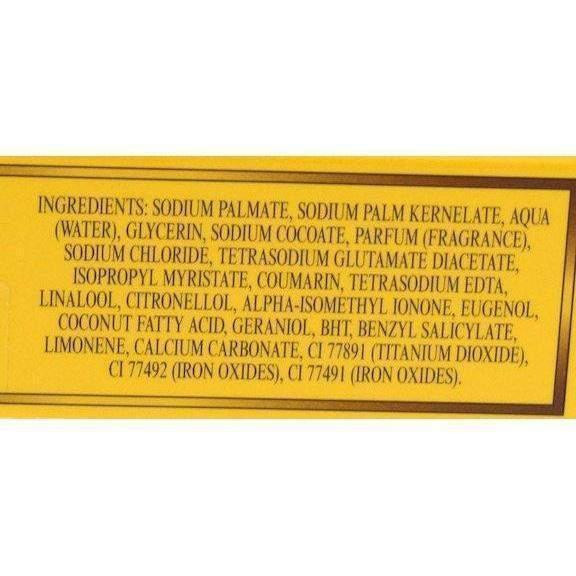 INGREDIENTS: SODIUM PALMATE, SODIUM PALM KERNELATE, AQUA
(WATER), GLYCERIN, SODIUM COCOATE, PARFUM (FRAGRANCE),
SODIUM CHLORIDE, TETRASODIUM GLUTAMATE DIACETATE,
ISOPROPYL MYRISTATE, COUMARIN, TETRASODIUM EDTA,
LINALOOL, CITRONELLOL, ALPHA-ISOMETHYL IONONE, EUGENOL,
COCONUT FATTY ACID, GERANIOL, BHT, BENZYL SALICYLATE,
LIMONENE, CALCIUM CARBONATE, CI 77891 (TITANIUM DIOXIDE),
CI 77492 (IRON OXIDES), CI 77491 (IRON OXIDES).